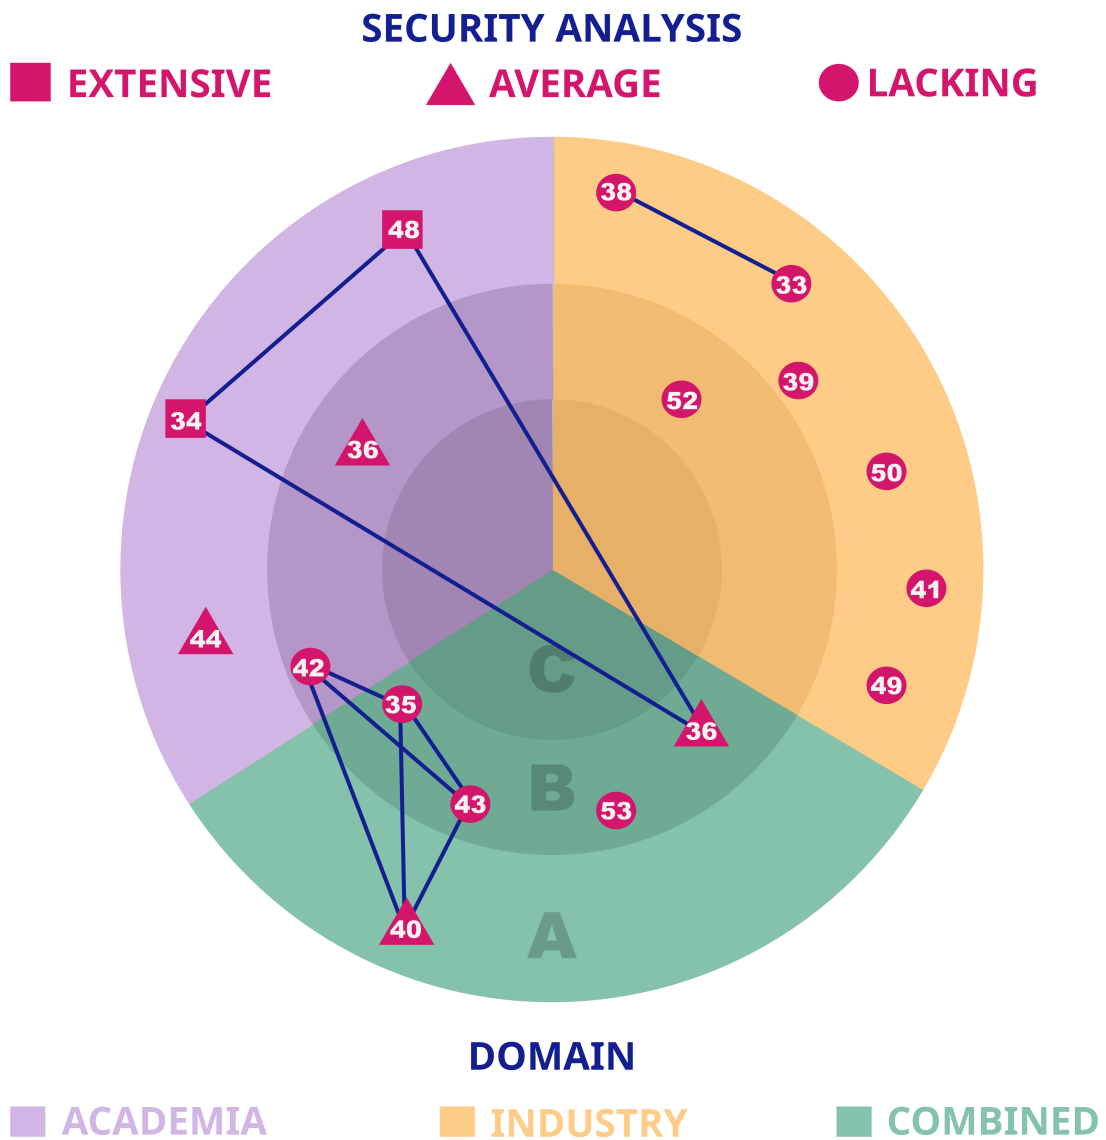 SECURITY ANALYSIS
EXTENSIVE AVERAGE LACKING
38
48
33
39
52
34
36
50
41
44
42
49
35
36
C
B
43
53
40
A
DOMAIN
ACADEMIA INDUSTRY COMBINED